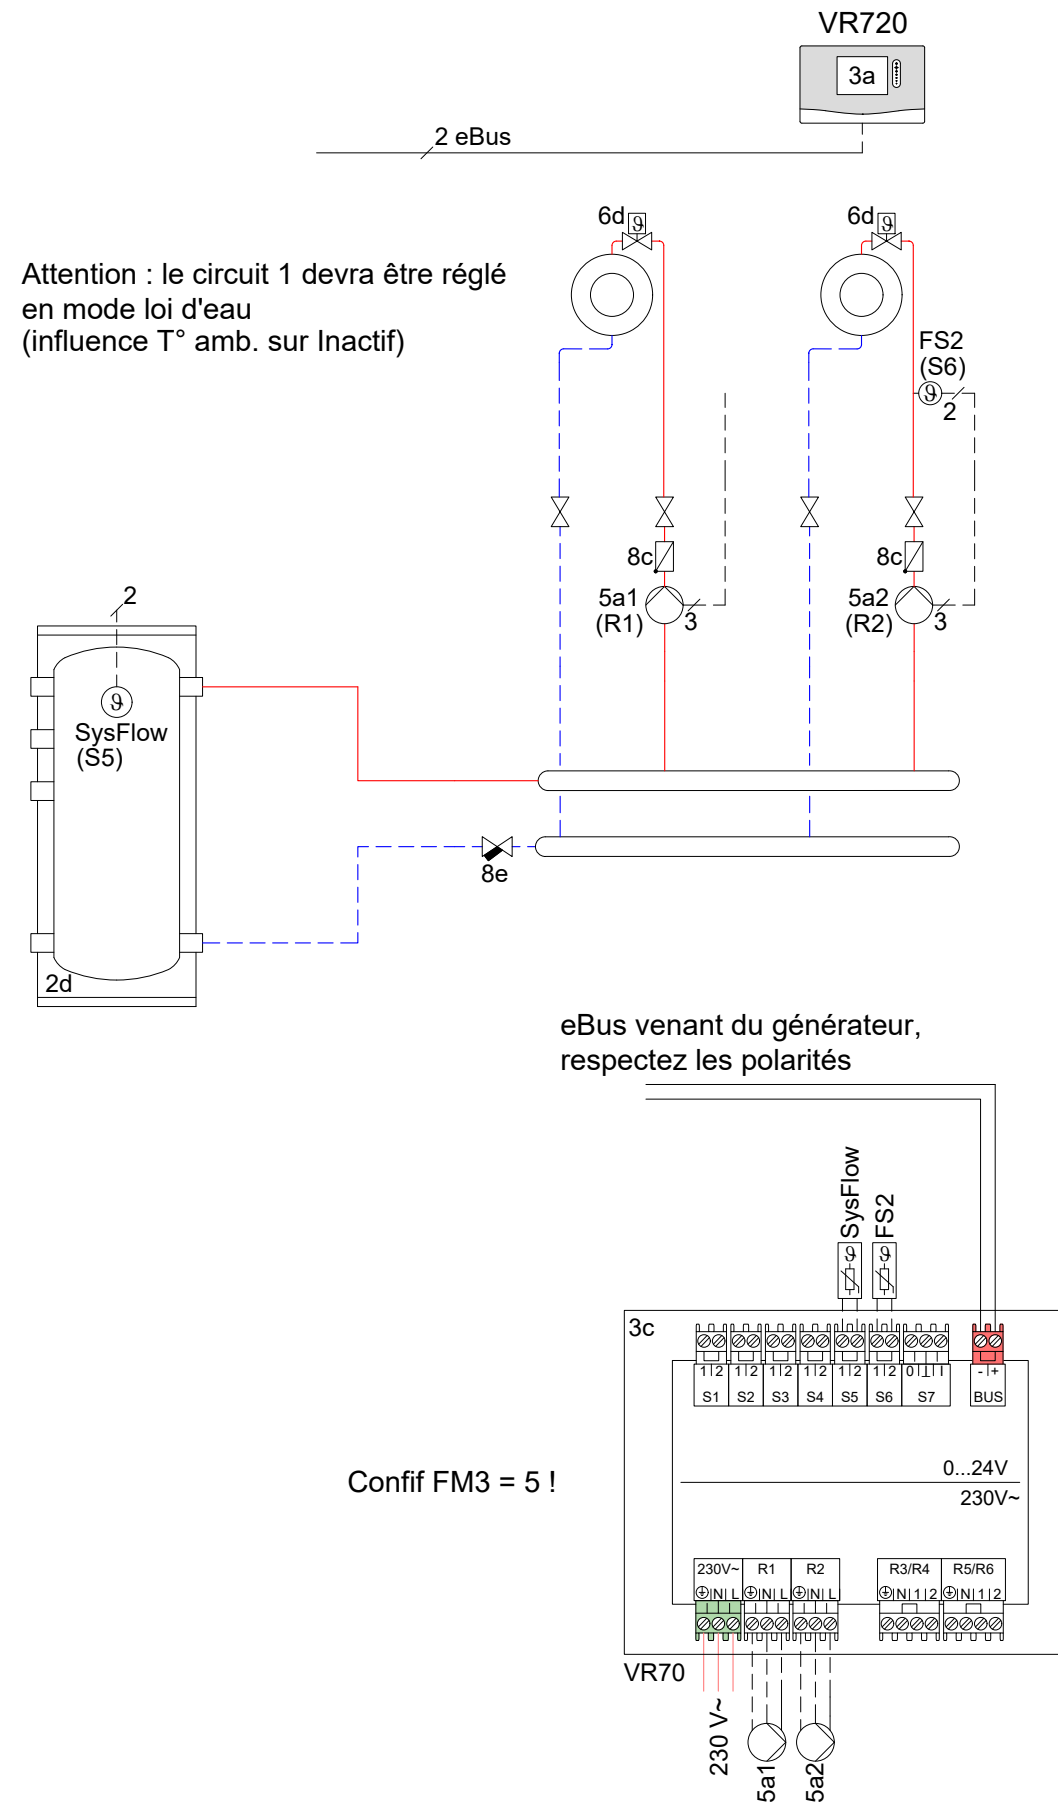 VR720
3a
2 eBus
6d
ϑ
6d
ϑ
Attention : le circuit 1 devra être réglé
en mode loi d'eau
(influence T° amb. sur Inactif)
FS2
(S6)
ϑ
2
8c
8c
5a1
(R1)
3
5a2
(R2)
3
2
ϑ
SysFlow
(S5)
8e
2d
eBus venant du générateur,
respectez les polarités
SysFlow
FS2
ϑ
ϑ
3c
1 2
1 2
1 2
1 2
1 2
1 2
0 ⊥ I
- +
S1
S2
S3
S4
S5
S6
S7
BUS
Confif FM3 = 5 !
0...24V
230V~
230V~
R1
R2
R3/R4
R5/R6
N L
N L
N L
N 1 2
N 1 2
VR70
230 V~
5a1
5a2